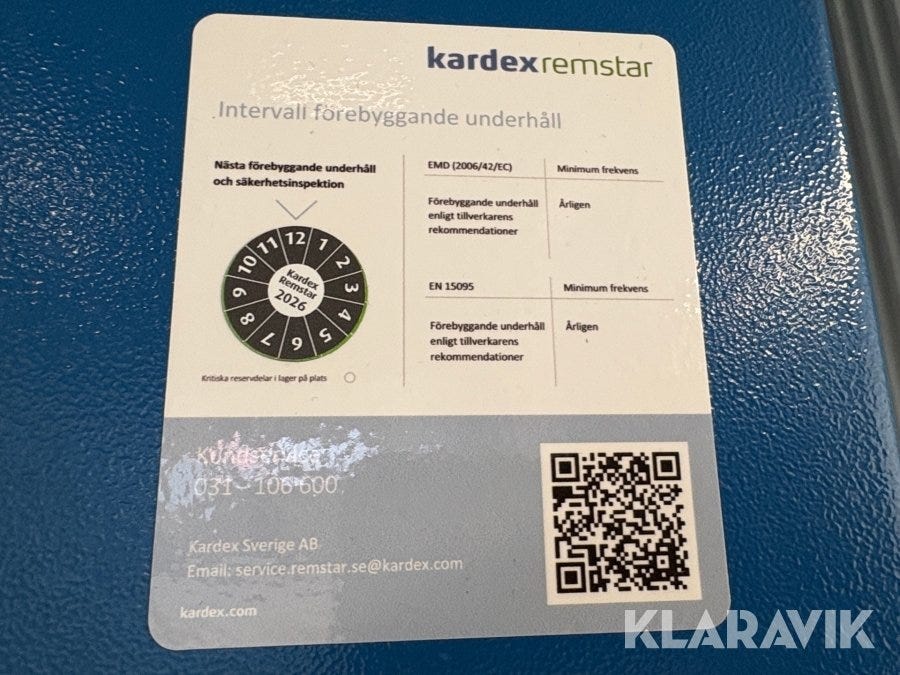 kardexremstar
Intervall förebyggande underhåll
Nästa förebyggande underhåll
och säkerhetsinspektion
12 1 2 3 4 5 6 7 8 9 10 11
Kardex
Remstar
2026
Kritiska reservdelar i lager på plats
EMD (2006/42/EC) Minimum frekvens
Förebyggande underhåll Årligen
enligt tillverkarens
rekommendationer
EN 15095 Minimum frekvens
Förebyggande underhåll Årligen
enligt tillverkarens
rekommendationer
Kundservice
031 - 106 600
Kardex Sverige AB
Email: service.remstar.se@kardex.com
kardex.com
KLARAVIK